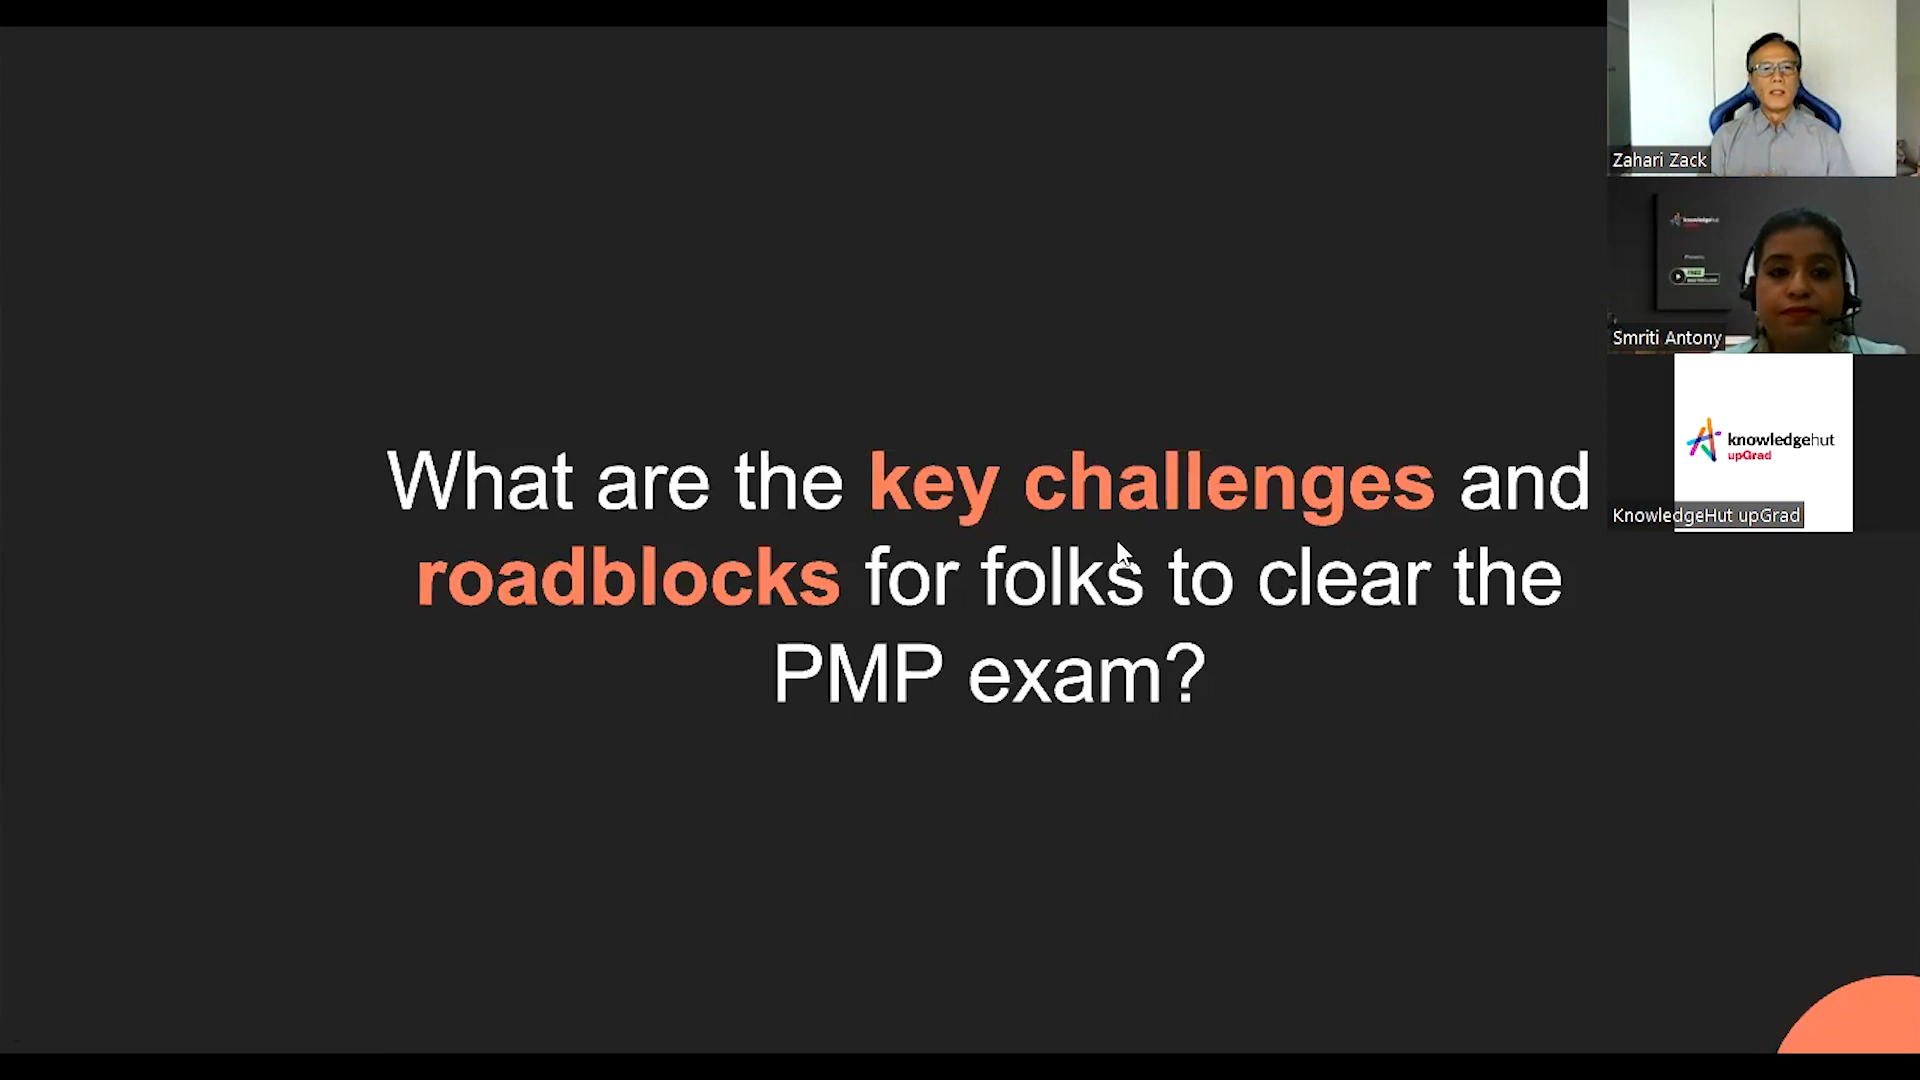 What are the key challenges and
roadblocks for folks to clear the
PMP exam?
Zahari Zack
knowledgehut
Smriti Antony
knowledgehut
upGrad
KnowledgeHut upGrad